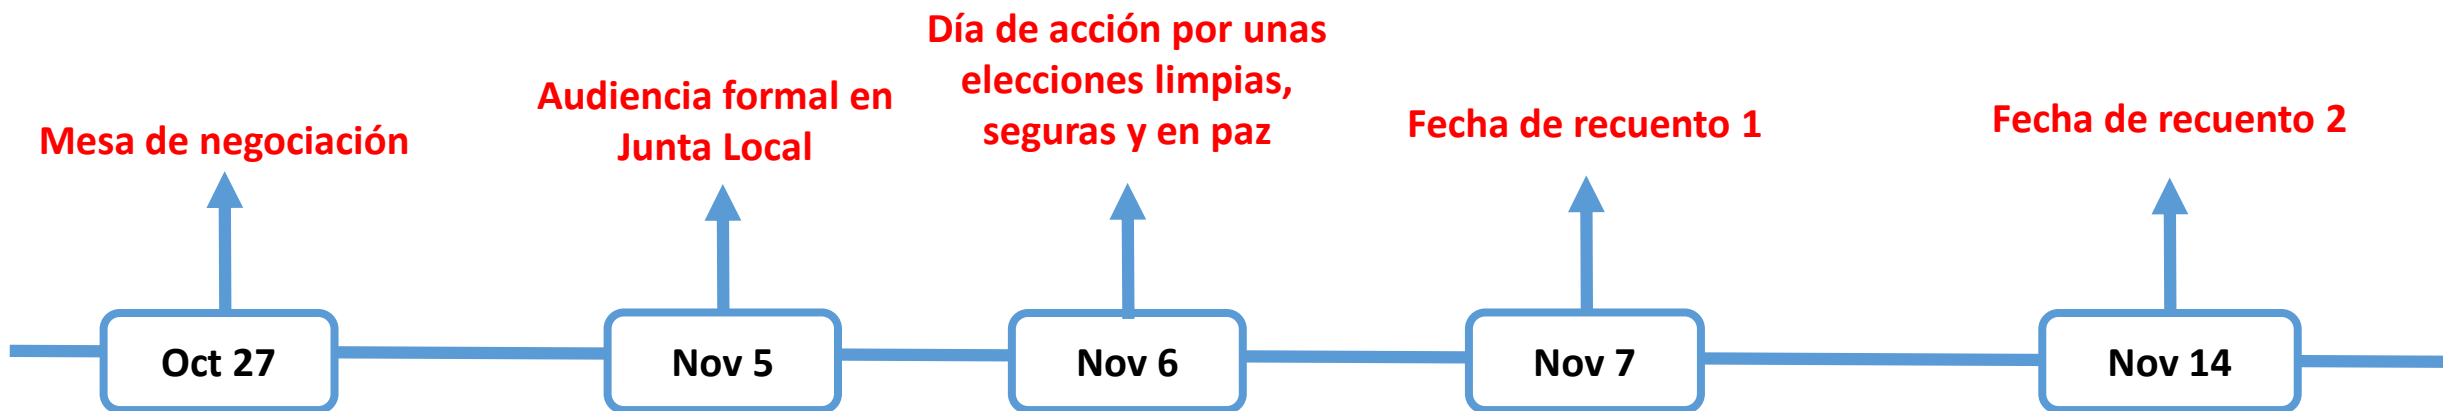 Mesa de negociación
Audiencia formal en
Junta Local
Día de acción por unas
elecciones limpias,
seguras y en paz
Fecha de recuento 1
Fecha de recuento 2
Oct 27
Nov 5
Nov 6
Nov 7
Nov 14